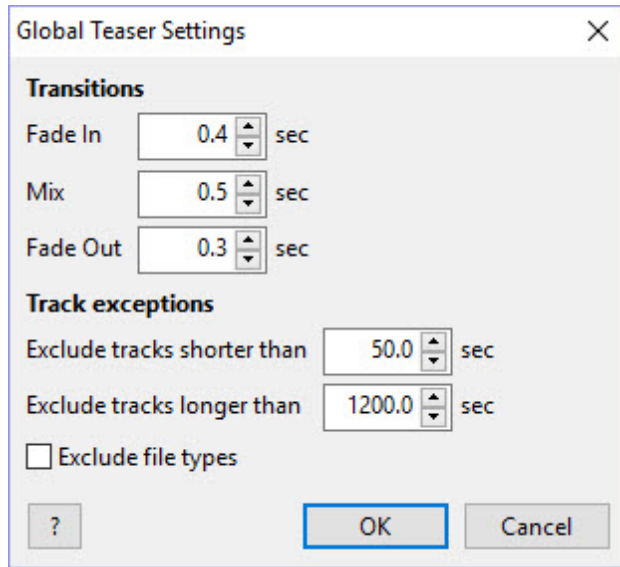 Global Teaser Settings
Transitions
Fade In 0.4 sec
Mix 0.5 sec
Fade Out 0.3 sec
Track exceptions
Exclude tracks shorter than 50.0 sec
Exclude tracks longer than 1200.0 sec
Exclude file types
? OK Cancel